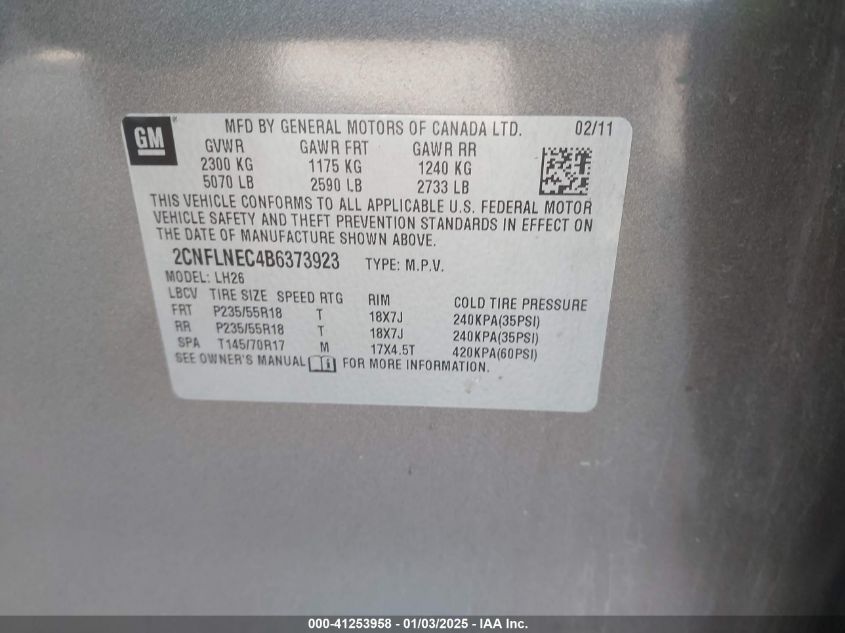 GM
MFD BY GENERAL MOTORS OF CANADA LTD. 02/11
GVWR GAWR FRT GAWR RR
2300 KG 1175 KG 1240 KG
5070 LB 2590 LB 2733 LB
THIS VEHICLE CONFORMS TO ALL APPLICABLE U.S. FEDERAL MOTOR
VEHICLE SAFETY AND THEFT PREVENTION STANDARDS IN EFFECT ON
THE DATE OF MANUFACTURE SHOWN ABOVE.
2CNFLNEC4B6373923 TYPE: M.P.V.
MODEL: LH26
LBCV TIRE SIZE SPEED RTG RIM COLD TIRE PRESSURE
FRT P235/55R18 T 18X7J 240KPA(35PSI)
RR P235/55R18 T 18X7J 240KPA(35PSI)
SPA T145/70R17 M 17X4.5T 420KPA(60PSI)
SEE OWNER'S MANUAL FOR MORE INFORMATION.
000-41253958 - 01/03/2025 - IAA Inc.